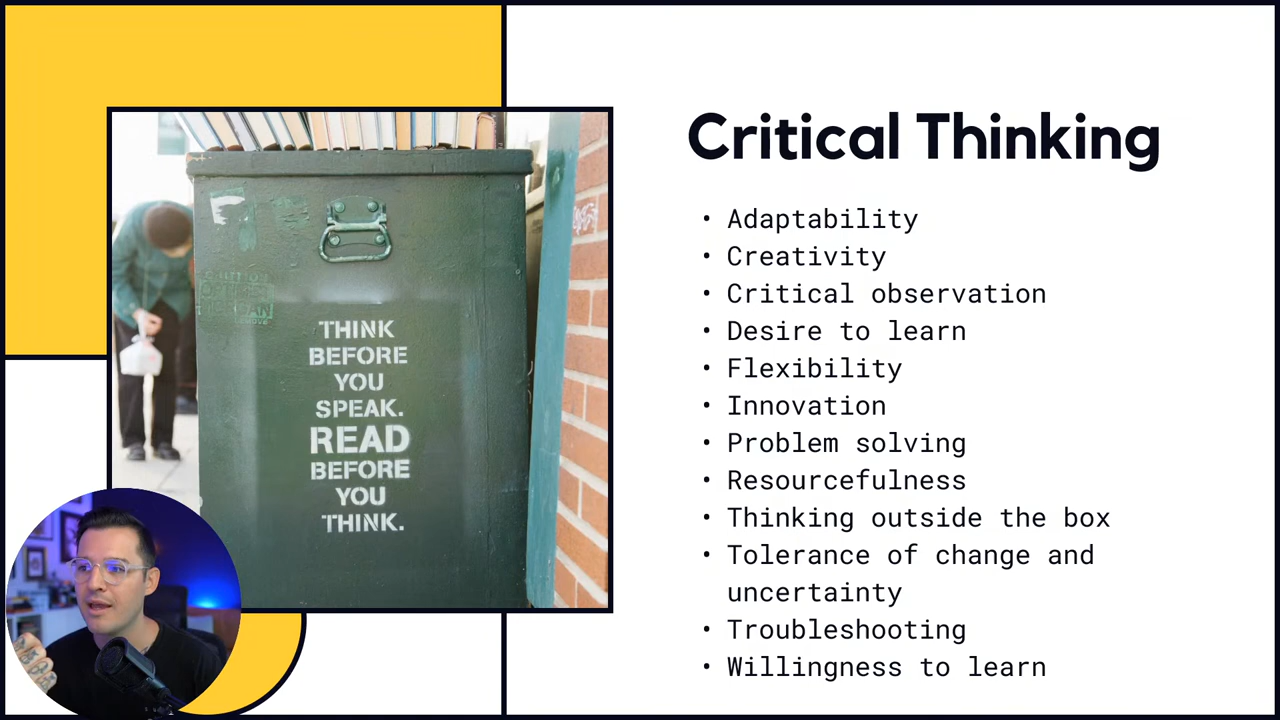 Critical Thinking
• Adaptability
• Creativity
• Critical observation
• Desire to learn
• Flexibility
• Innovation
• Problem solving
• Resourcefulness
• Thinking outside the box
• Tolerance of change and
uncertainty
• Troubleshooting
• Willingness to learn
THINK
BEFORE
YOU
SPEAK.
READ
BEFORE
YOU
THINK.